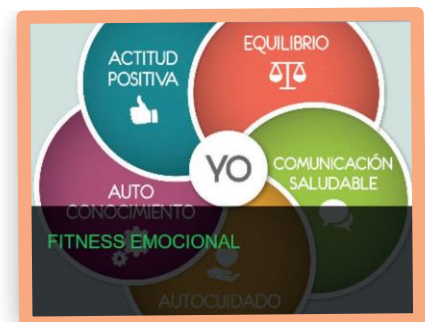 ACTITUD
POSITIVA
EQUILIBRIO
YO
COMUNICACIÓN
SALUDABLE
AUTO
CONOCIMIENTO
FITNESS EMOCIONAL
AUTOCUIDADO